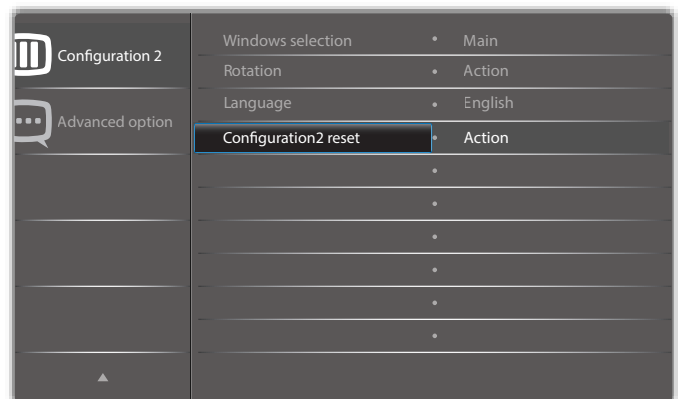 Configuration 2
Advanced option
Windows selection • Main
Rotation • Action
Language • English
Configuration2 reset • Action